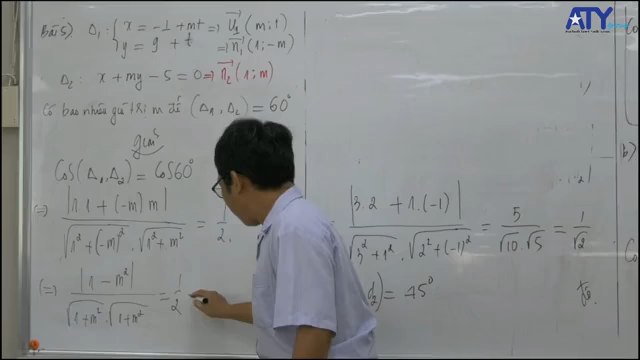 Bài 5) Δ₁ : { x = -1 + mt ⇒ u₁ (m; 1)
y = 9 + t ⇒ n₁ (1; -m)
Δ₂ : x + my - 5 = 0 ⇒ n₂ (1; m)
Có bao nhiêu giá trị m để (Δ₁, Δ₂) = 60°
góc
Cos(Δ₁, Δ₂) = Cos60°
⇔ |1.1 + (-m) m| / √(1² + (-m)²) . √(1² + m²) = 1/2.
⇔ |1 - m²| / √(1+m²) . √(1+m²) = 1/2
= |3.2 + 1.(-1)| / √(3² + 1²) . √(2² + (-1)²) = 5 / √10 . √5 = 1/√2
d₂) = 45°
ATY
b)